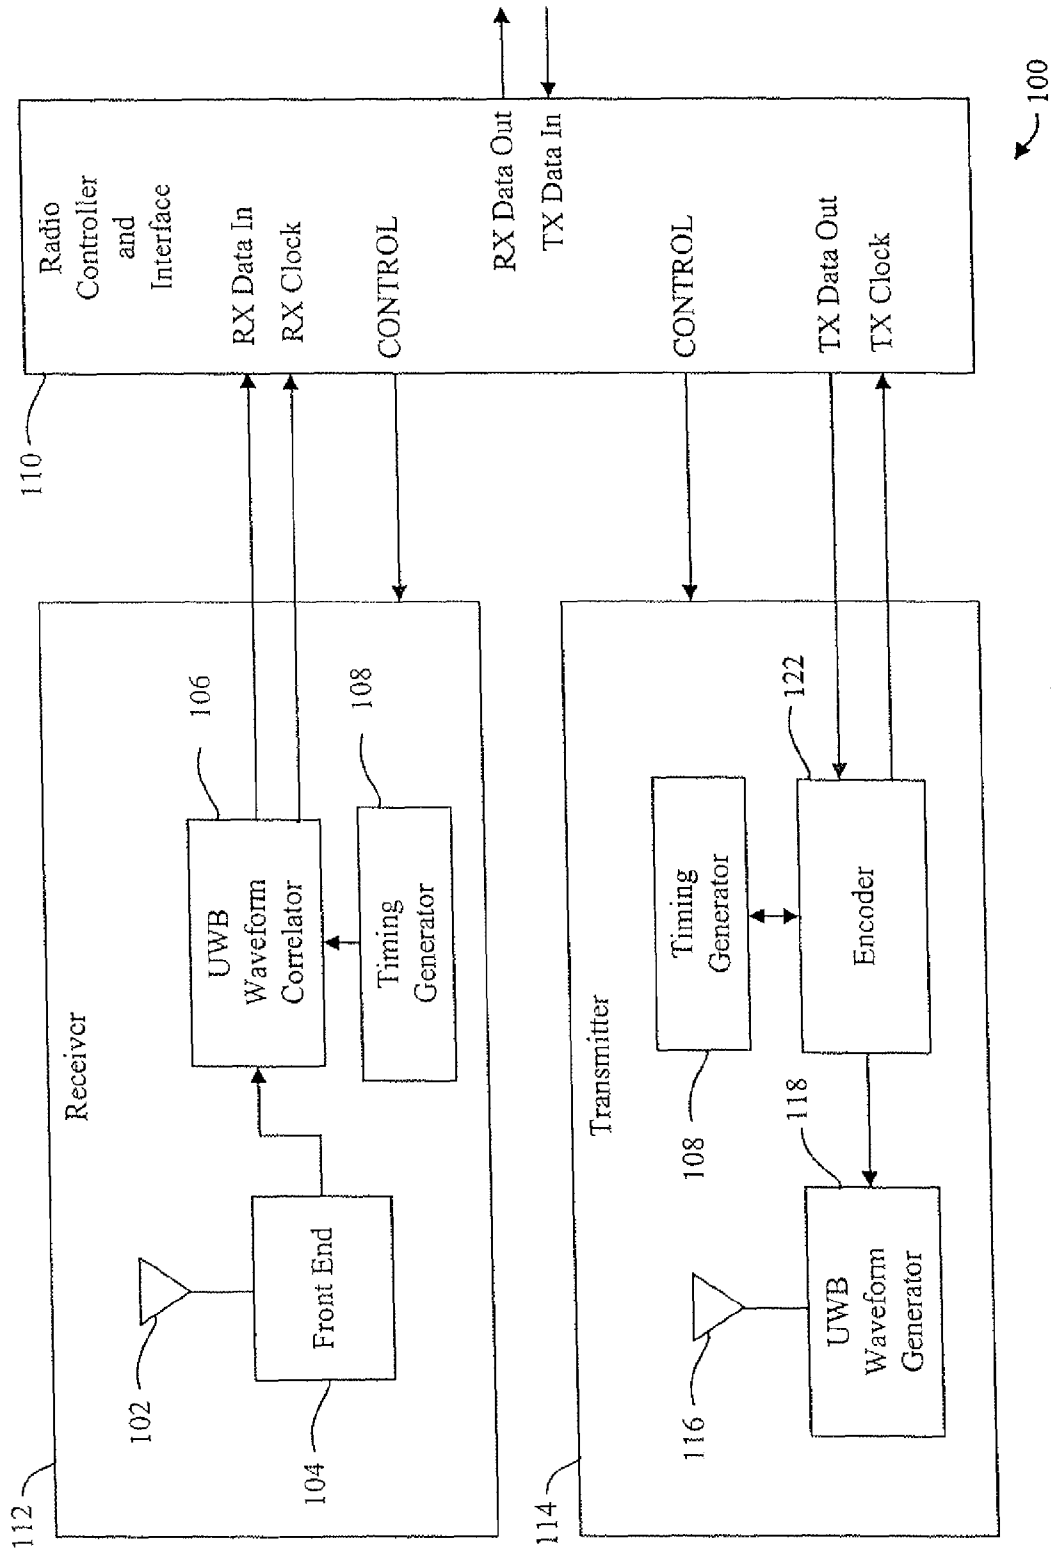 112
Receiver
102
104
Front End
106
UWB
Waveform
Correlator
108
Timing
Generator
110
Radio
Controller
and
Interface
RX Data In
RX Clock
CONTROL
RX Data Out
TX Data In
CONTROL
TX Data Out
TX Clock
114
Transmitter
116
118
UWB
Waveform
Generator
108
Timing
Generator
122
Encoder
100